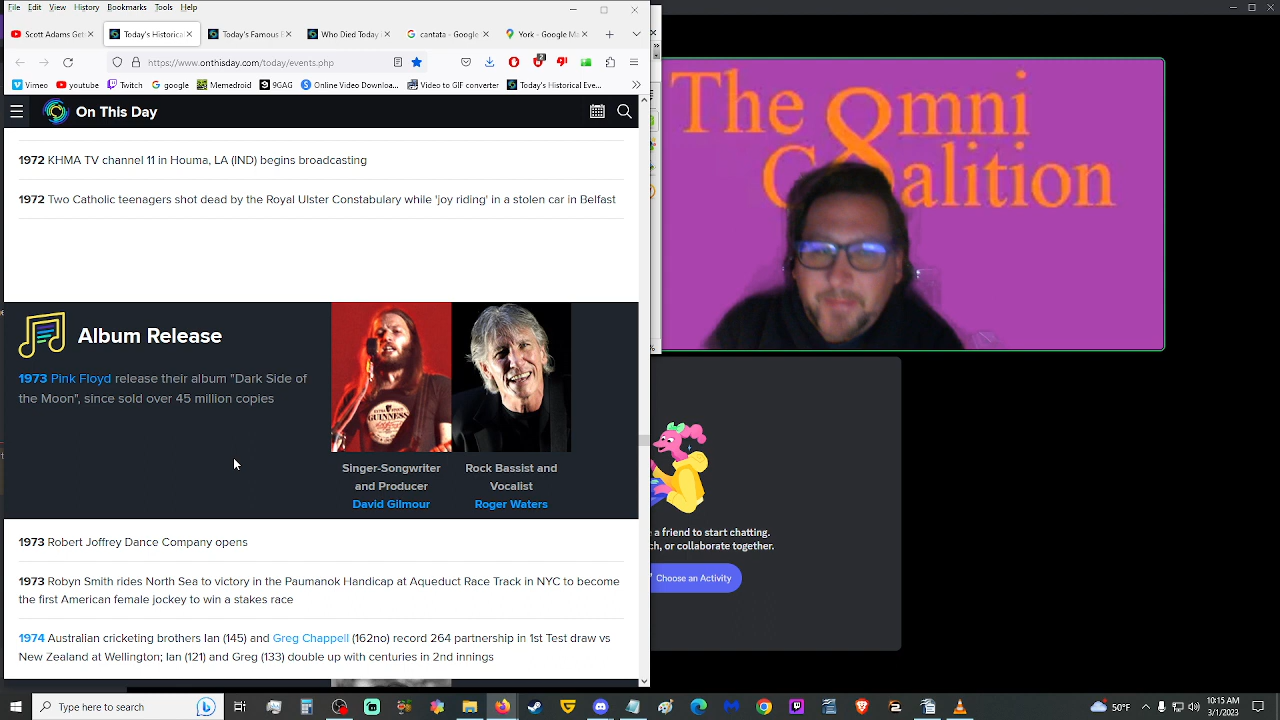 File Edit View History Bookmarks Tools Help
Scott Adams Get
Today's Historica
Today's Famous B
Who Died Today
cantata - Google
York - Google Ma
https://www.onthisday.com/today/events.php
Vimeo youtube Twitch google Memedroid 9GAG Online Video Downloa... Video to GIF converter Today's Historical Eve...
On This Day
1972 KHMA TV channel 11 in Houma, LA (IND) begins broadcasting
1972 Two Catholic teenagers shot dead by the Royal Ulster Constabulary while 'joy riding' in a stolen car in Belfast
Album Release
1973 Pink Floyd release their album "Dark Side of
the Moon", since sold over 45 million copies
GUINNESS
Singer-Songwriter
and Producer
David Gilmour
Rock Bassist and
Vocalist
Roger Waters
1973 Robert Joffrey Dance Company opens
1973 Robyn Smith rides North Sea to victory in the Paumanok Handicap at Aqueduct Race Track in NYC to become
the first American female jockey to win a stakes race
1974 Australian cricketing brothers Ian (145) and Greg Chappell (162no) record 264 partnership in 1st Test draw vs
New Zealand at Wellington; Ian (121) and Greg (133) double up with centuries in 2nd innings
The Omni
Coalition
a friend to start chatting.
or collaborate together.
Choose an Activity
Type here to search
50°F
10:15 AM
3/1/2023